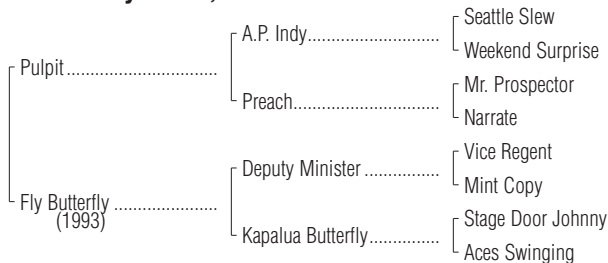 Seattle Slew
A.P. Indy..................................
Weekend Surprise
Pulpit ...............................
Mr. Prospector
Preach.....................................
Narrate
Vice Regent
Deputy Minister ..................
Mint Copy
Fly Butterfly .....................
(1993)
Stage Door Johnny
Kapalua Butterfly.................
Aces Swinging